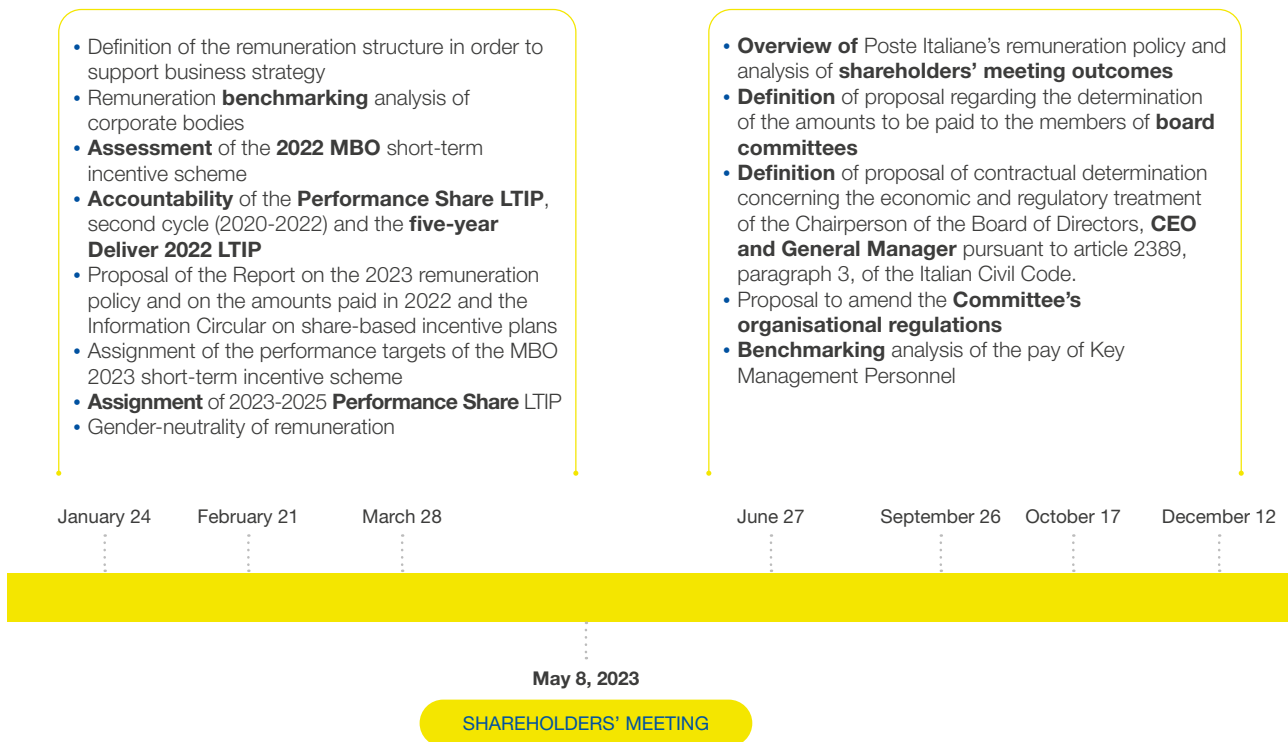 • Definition of the remuneration structure in order to
support business strategy
• Remuneration benchmarking analysis of
corporate bodies
• Assessment of the 2022 MBO short-term
incentive scheme
• Accountability of the Performance Share LTIP,
second cycle (2020-2022) and the five-year
Deliver 2022 LTIP
• Proposal of the Report on the 2023 remuneration
policy and on the amounts paid in 2022 and the
Information Circular on share-based incentive plans
• Assignment of the performance targets of the MBO
2023 short-term incentive scheme
• Assignment of 2023-2025 Performance Share LTIP
• Gender-neutrality of remuneration
• Overview of Poste Italiane’s remuneration policy and
analysis of shareholders’ meeting outcomes
• Definition of proposal regarding the determination
of the amounts to be paid to the members of board
committees
• Definition of proposal of contractual determination
concerning the economic and regulatory treatment
of the Chairperson of the Board of Directors, CEO
and General Manager pursuant to article 2389,
paragraph 3, of the Italian Civil Code.
• Proposal to amend the Committee’s
organisational regulations
• Benchmarking analysis of the pay of Key
Management Personnel
January 24 February 21 March 28 June 27 September 26 October 17 December 12
May 8, 2023
SHAREHOLDERS’ MEETING